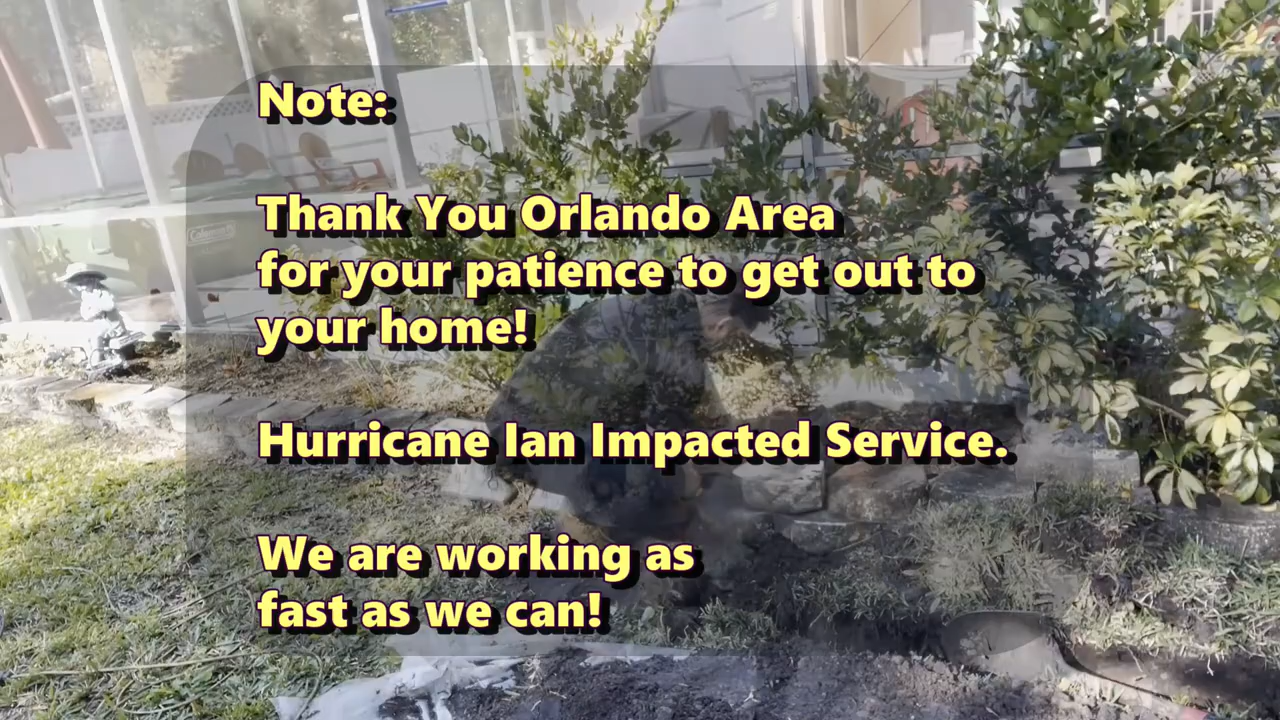 Note:
Thank You Orlando Area
for your patience to get out to
your home!
Hurricane Ian Impacted Service.
We are working as
fast as we can!
Coleman